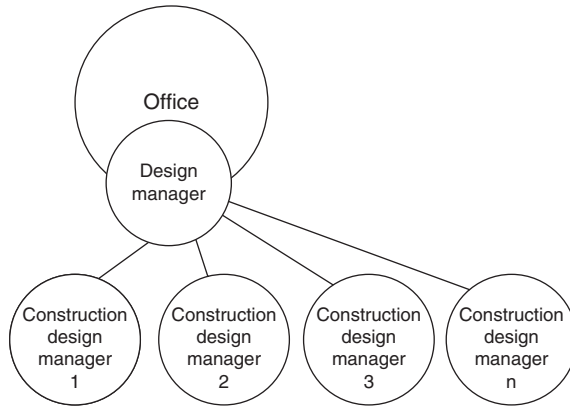 Office
Design
manager
Construction
design
manager
1
Construction
design
manager
2
Construction
design
manager
3
Construction
design
manager
n